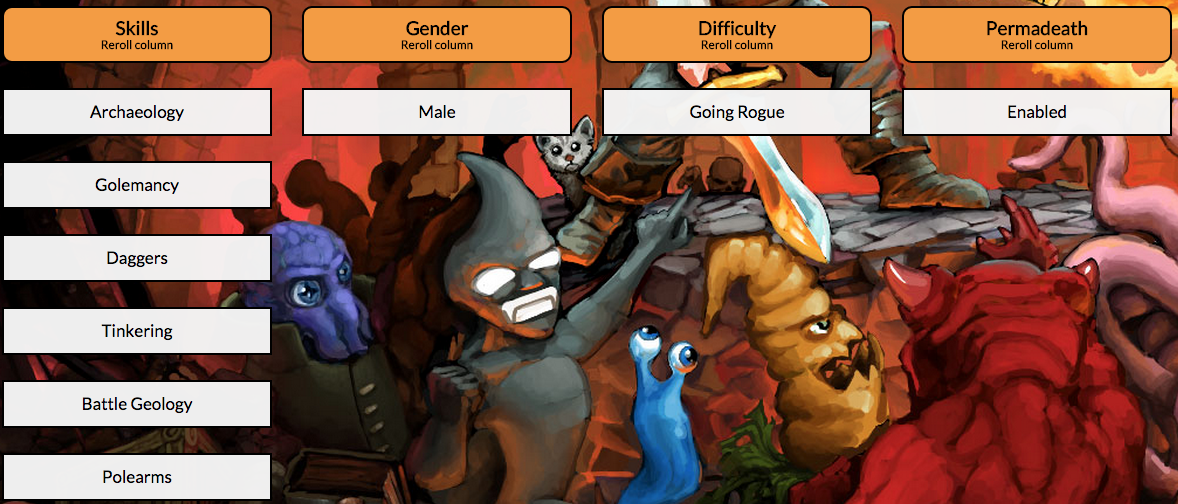 Skills
Reroll column
Gender
Reroll column
Difficulty
Reroll column
Permadeath
Reroll column
Archaeology
Male
Going Rogue
Enabled
Golemancy
Daggers
Tinkering
Battle Geology
Polearms